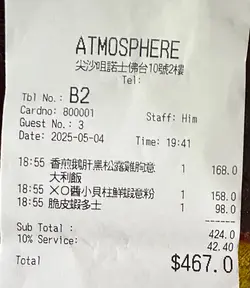 ATMOSPHERE
尖沙咀諾士佛台10號2樓
Tel:
Tbl No.: B2
Cardno: 800001 Staff: Him
Guest No.: 3
Date: 2025-05-04 Time: 19:41
18:55 香煎鵝肝黑松露雞肶意大利飯 1 168.0
18:55 XO醬小貝柱鮮蝦意粉 1 158.0
18:55 脆皮蝦多士 1 98.0
Sub Total : 424.0
10% Service: 42.40
Total $467.0